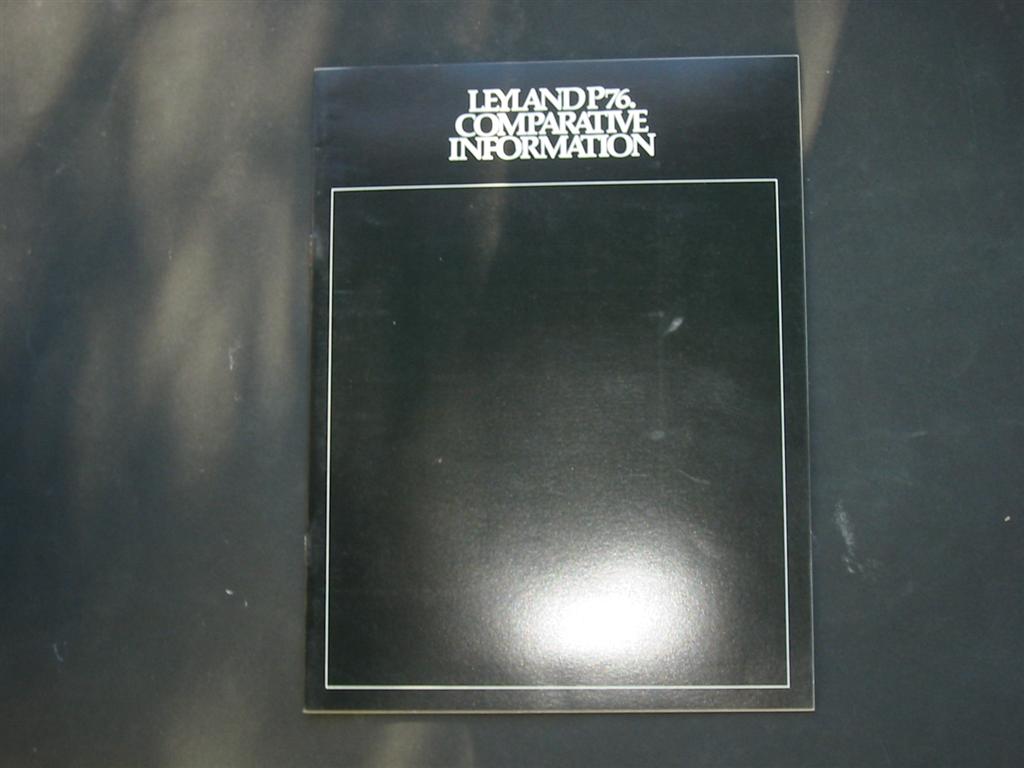 LEYLAND P76.
COMPARATIVE
INFORMATION